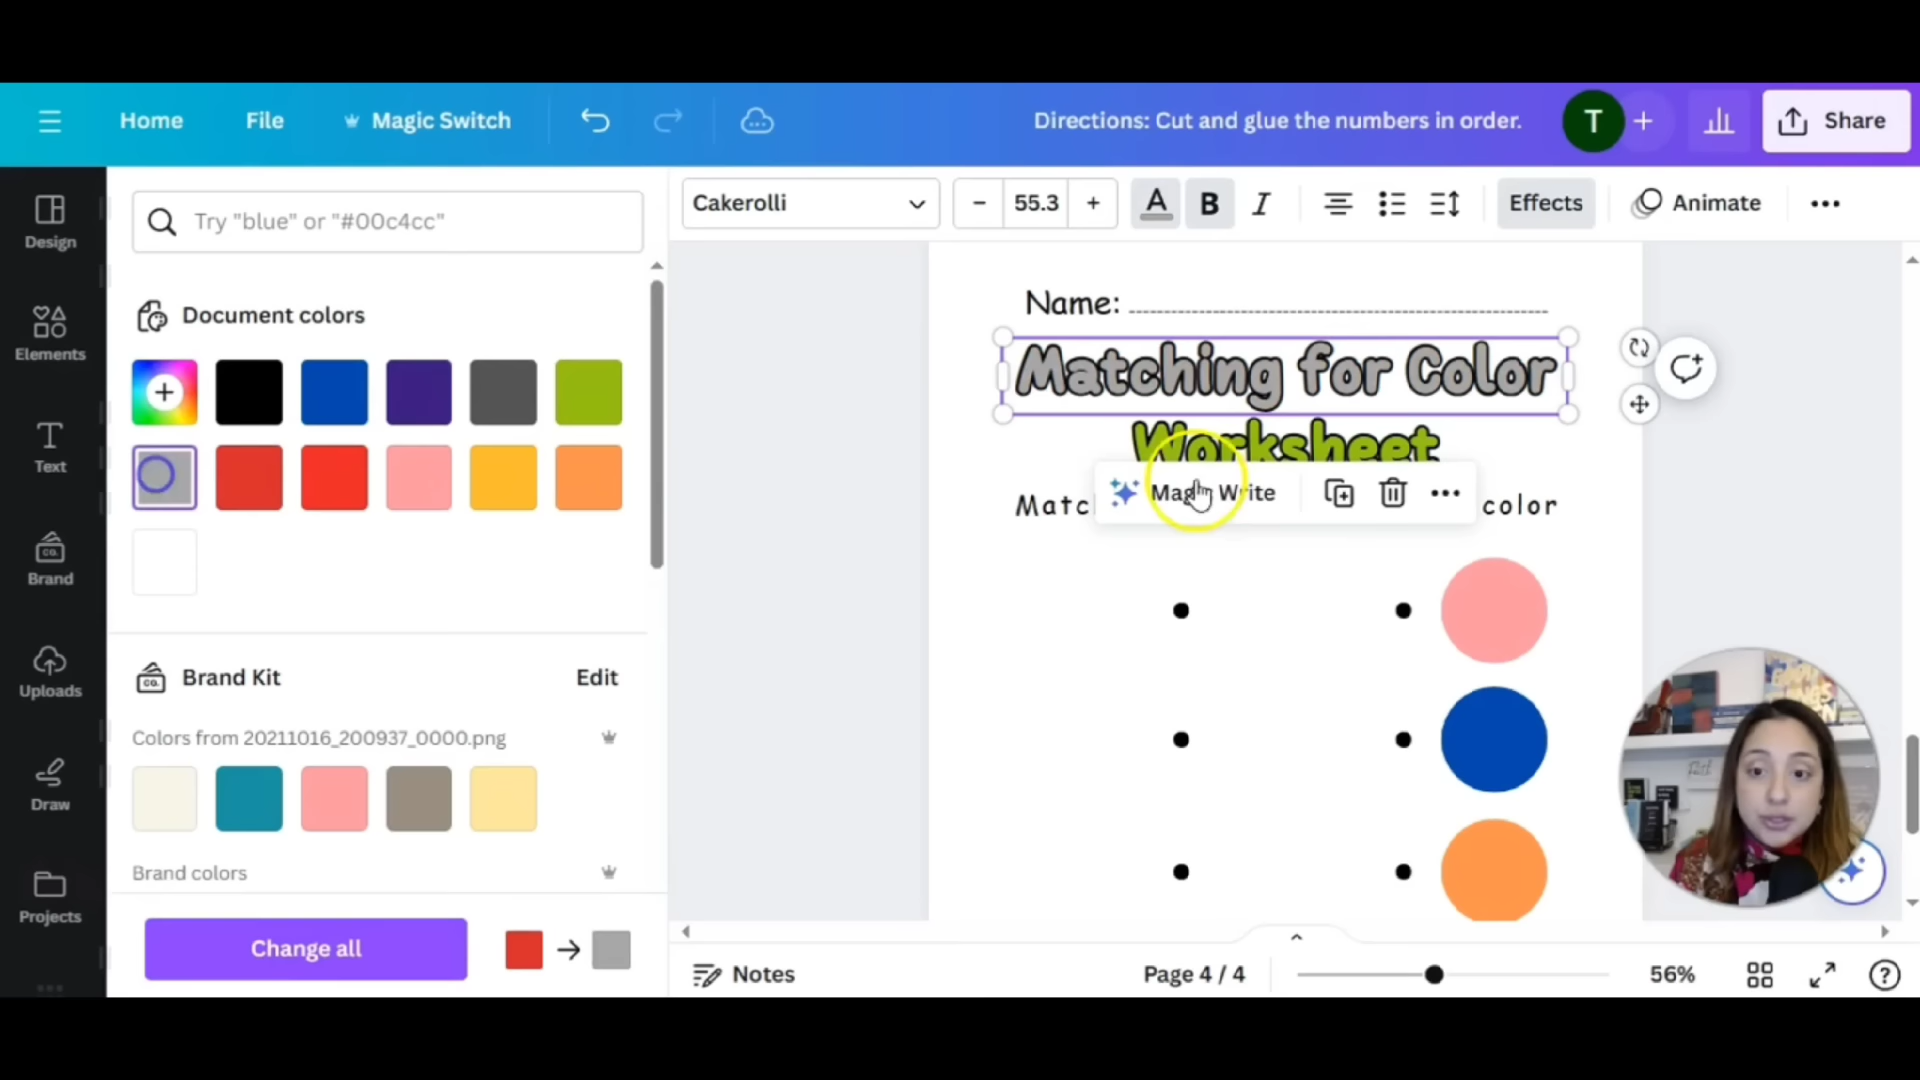 Home File Magic Switch Directions: Cut and glue the numbers in order. T Share
Design
Elements
Text
Brand
Uploads
Draw
Projects
Try "blue" or "#00c4cc"
Document colors
Brand Kit Edit
Colors from 20211016_200937_0000.png
Brand colors
Change all
Cakerolli 55.3 A B I Effects Animate
Name:
Matching for Color
Worksheet
Magic Write
color
Notes Page 4 / 4 56%